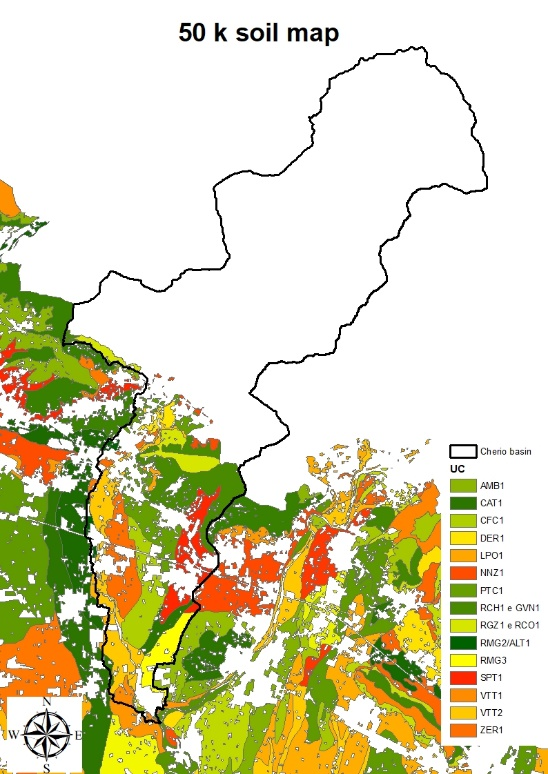 50 k soil map
Cherio basin
UC
AMB1
CAT1
CFC1
DER1
LPO1
NNZ1
PTC1
RCH1 e GVN1
RGZ1 e RCO1
RMG2/ALT1
RMG3
SPT1
VTT1
VTT2
ZER1
N
W E
S